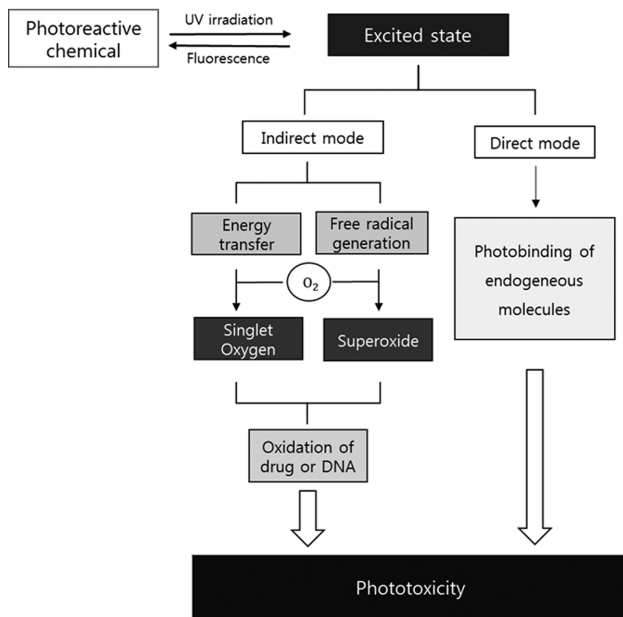 Photoreactive
chemical
UV irradiation
Fluorescence
Excited state
Indirect mode
Direct mode
Energy
transfer
Free radical
generation
Photobinding of
endogeneous
molecules
O₂
Singlet
Oxygen
Superoxide
Oxidation of
drug or DNA
Phototoxicity